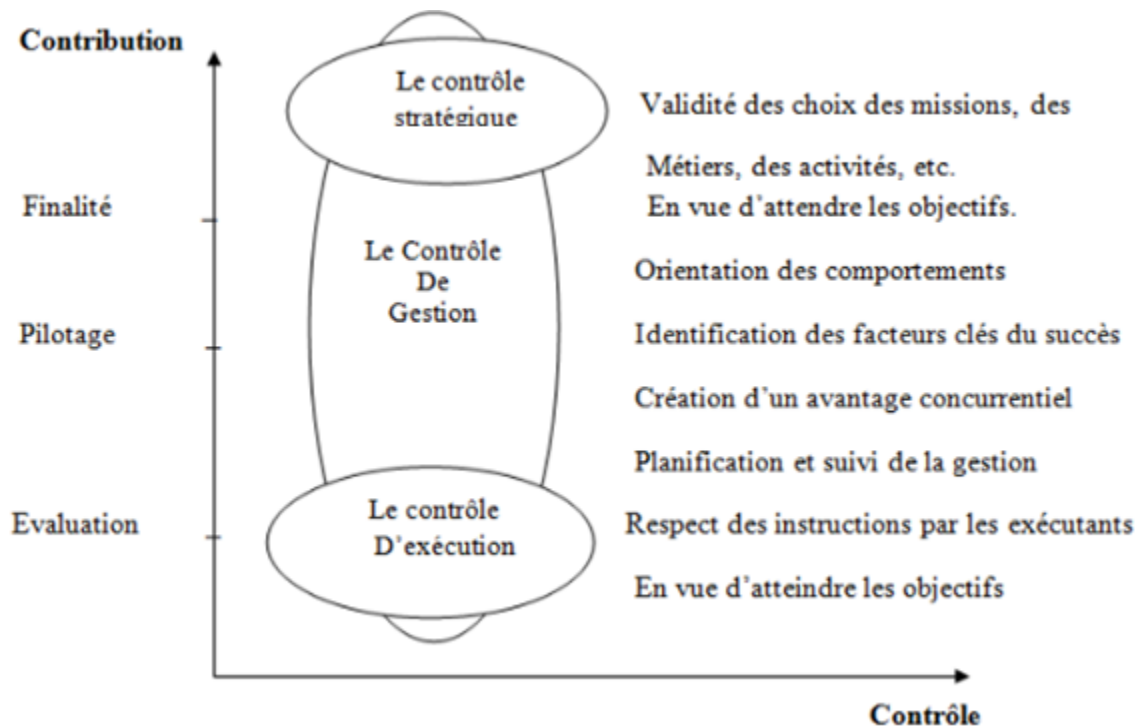 Contribution
Le contrôle
stratégique
Validité des choix des missions, des
Métiers, des activités, etc.
Finalité
En vue d'attendre les objectifs.
Le Contrôle
De
Gestion
Orientation des comportements
Pilotage
Identification des facteurs clés du succès
Création d'un avantage concurrentiel
Planification et suivi de la gestion
Evaluation
Le contrôle
D'exécution
Respect des instructions par les exécutants
En vue d'atteindre les objectifs
Contrôle